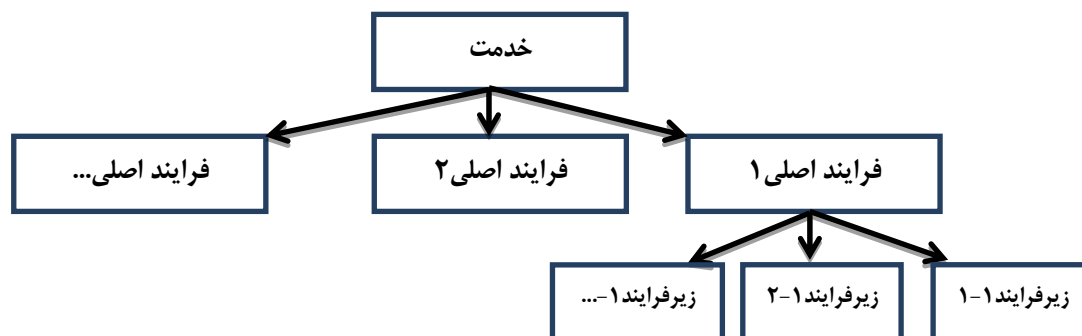 خدمت
فرایند اصلی۱
فرایند اصلی۲
فرایند اصلی...
زیرفرایند۱-۱
زیرفرایند۱-۲
زیرفرایند۱-...